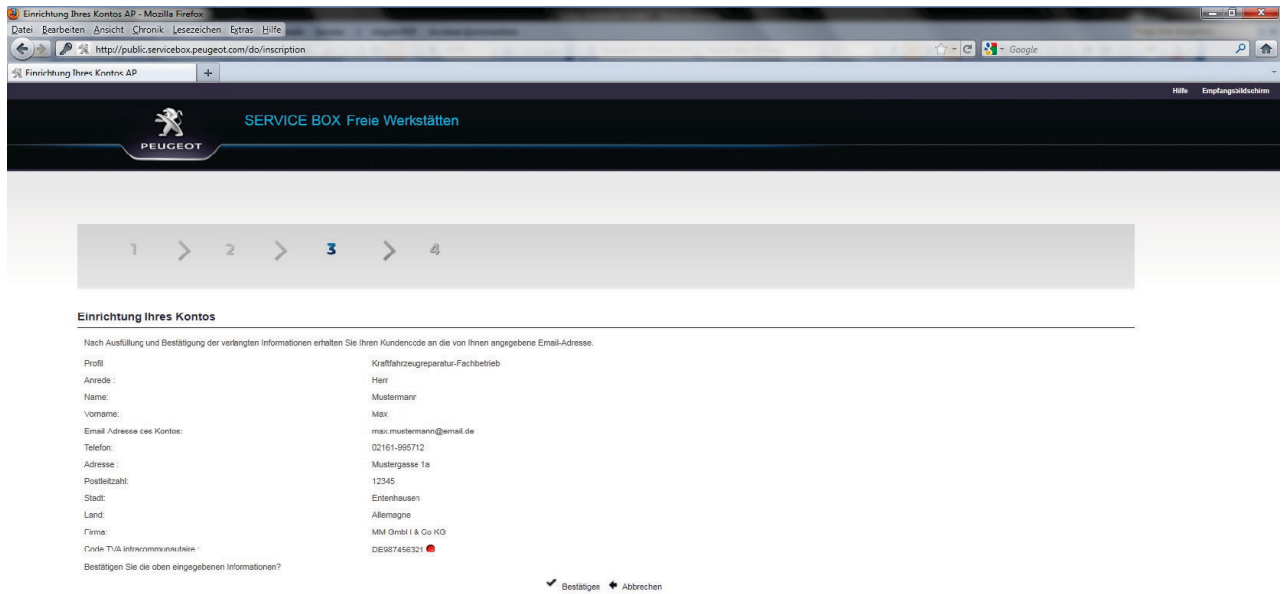 Einrichtung Ihres Kontos AP - Mozilla Firefox
Datei Bearbeiten Ansicht Chronik Lesezeichen Extras Hilfe
http://public.servicebox.peugeot.com/do/inscription
Google
Einrichtung Ihres Kontos AP
Hilfe Empfangsbildschirm
SERVICE BOX Freie Werkstätten
PEUGEOT
1 > 2 > 3 > 4
Einrichtung Ihres Kontos
Nach Ausfüllung und Bestätigung der verlangten Informationen erhalten Sie Ihren Kundencode an die von Ihnen angegebene Email-Adresse.
Profil Kraftfahrzeugreparatur-Fachbetrieb
Anrede : Herr
Name: Mustermann
Vorname: Max
Email Adresse des Kontos: max.mustermann@email.de
Telefon: 02161-995712
Adresse : Mustergasse 1a
Postleitzahl: 12345
Stadt: Entenhausen
Land: Allemagne
Firma: MM GmbH & Co KG
Code TVA intracommunautaire : DE987456321
Bestätigen Sie die oben eingegebenen Informationen?
Bestätigen Abbrechen